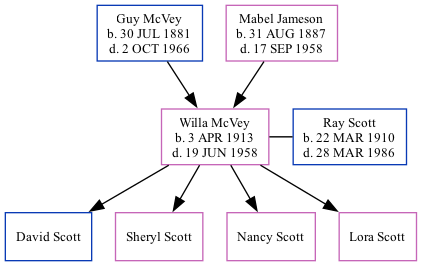 Guy McVey
b. 30 JUL 1881
d. 2 OCT 1966
Mabel Jameson
b. 31 AUG 1887
d. 17 SEP 1958
Willa McVey
b. 3 APR 1913
d. 19 JUN 1958
Ray Scott
b. 22 MAR 1910
d. 28 MAR 1986
David Scott
Sheryl Scott
Nancy Scott
Lora Scott